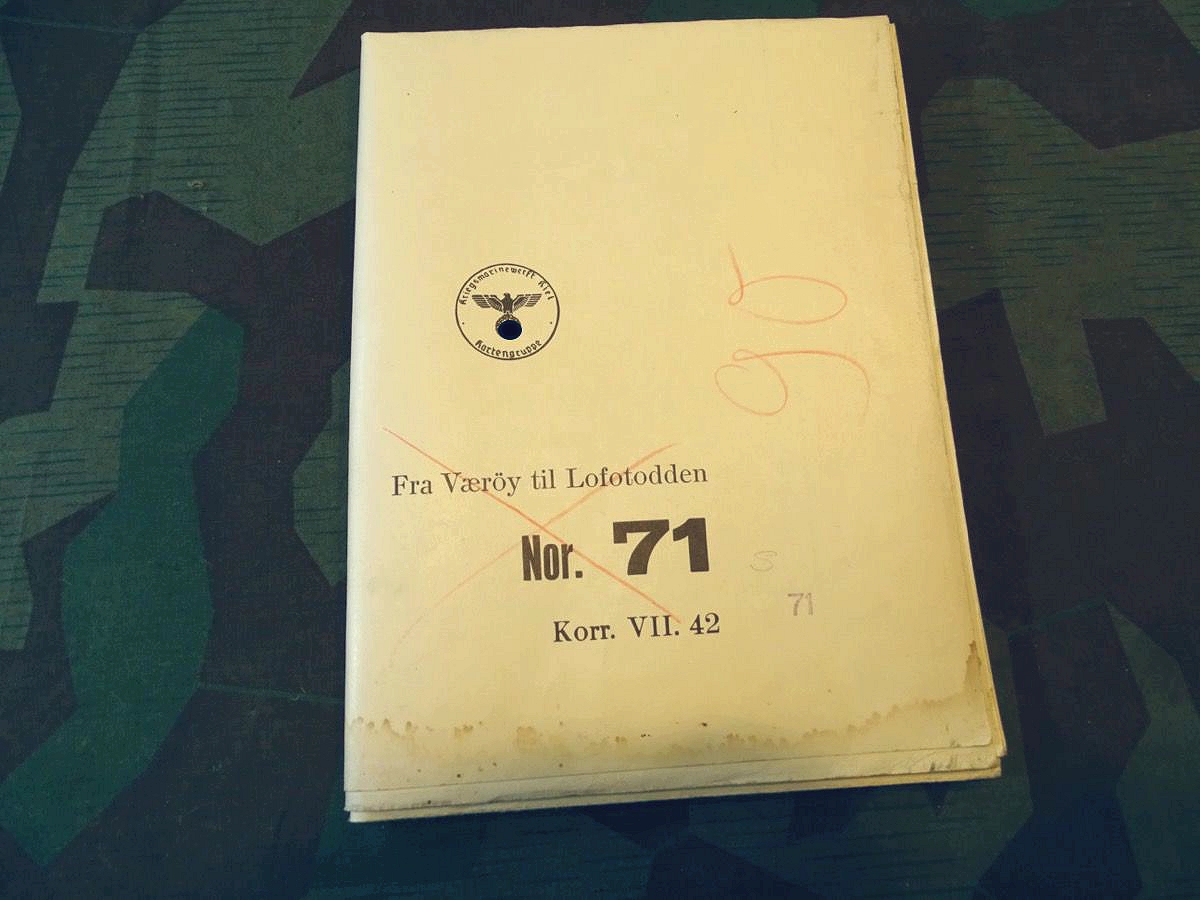 Kriegsmarinewerft Kiel
Kartengruppe
Fra Væröy til Lofotodden
Nor. 71
S
71
Korr. VII. 42